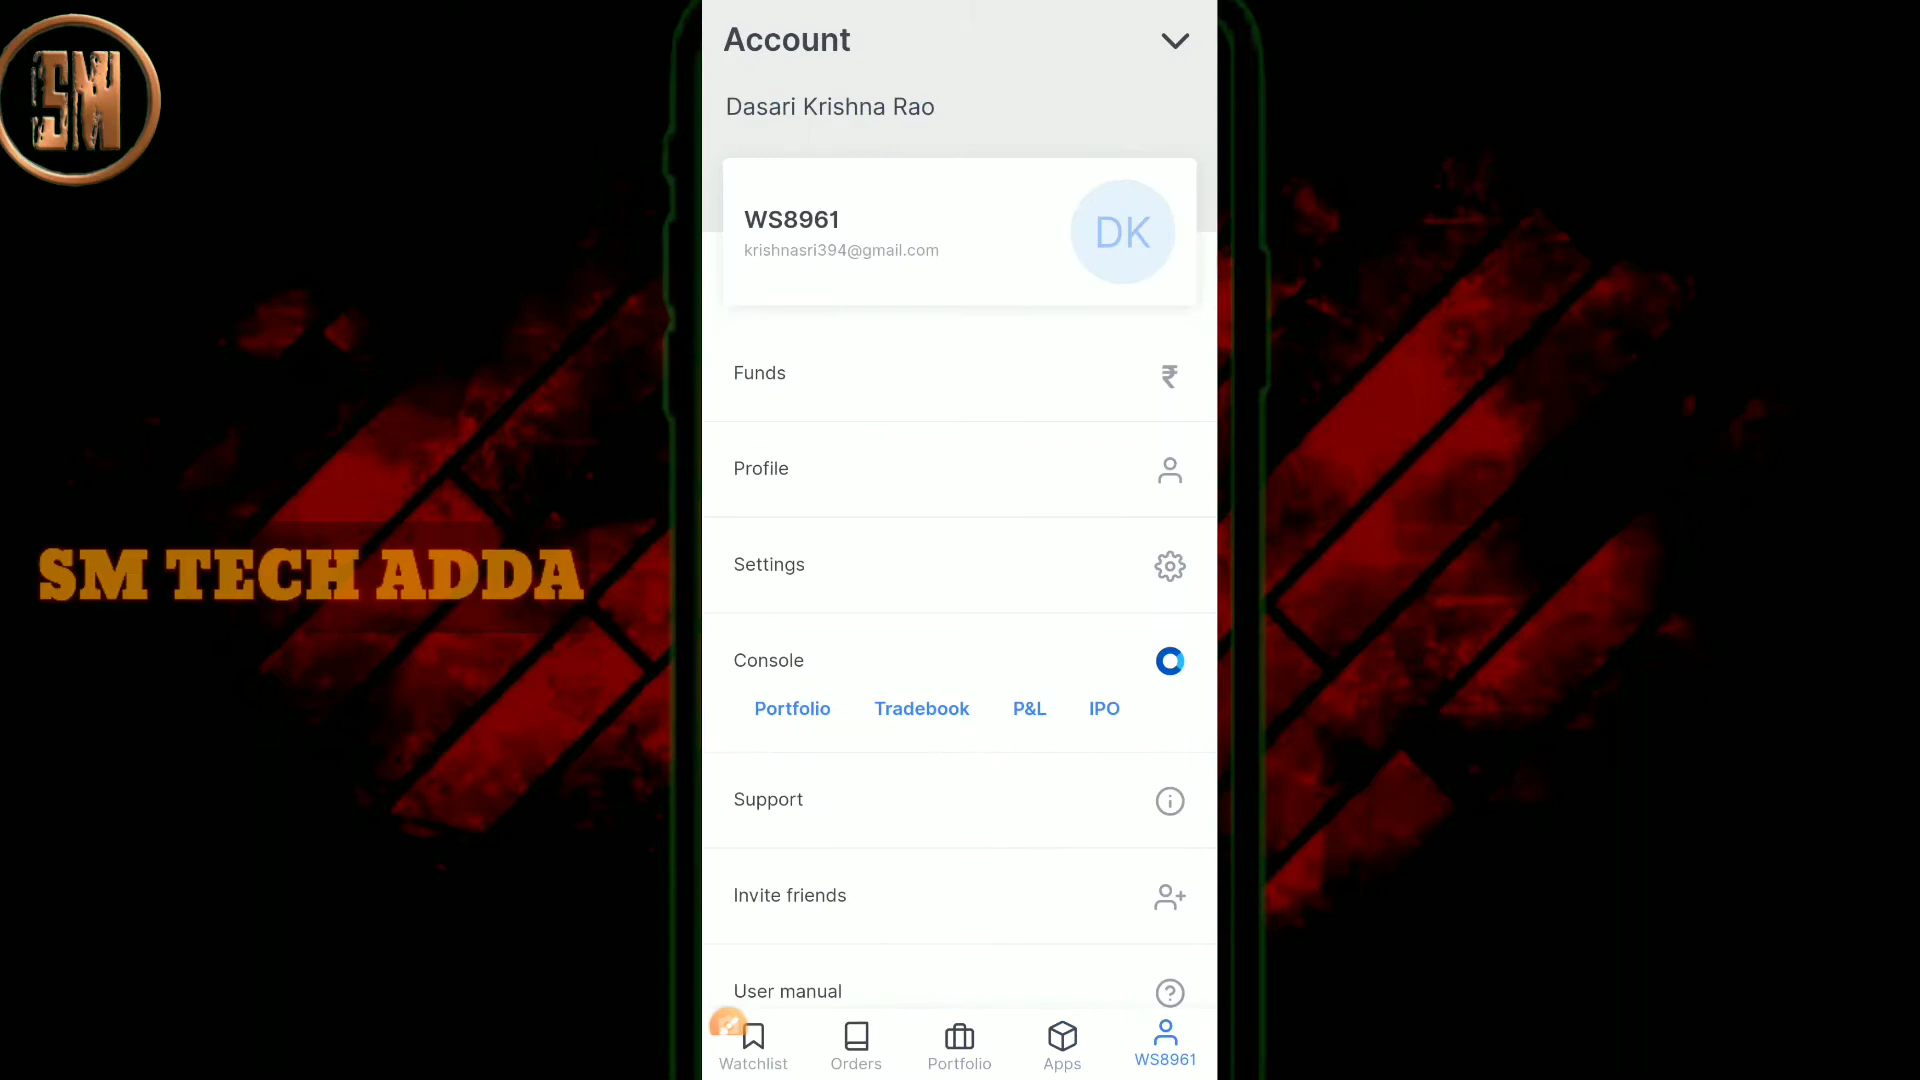 SM
Account
Dasari Krishna Rao
WS8961
krishnasri394@gmail.com
DK
Funds
₹
Profile
Settings
Console
Portfolio Tradebook P&L IPO
Support
Invite friends
User manual
Watchlist Orders Portfolio Apps WS8961
SM TECH ADDA